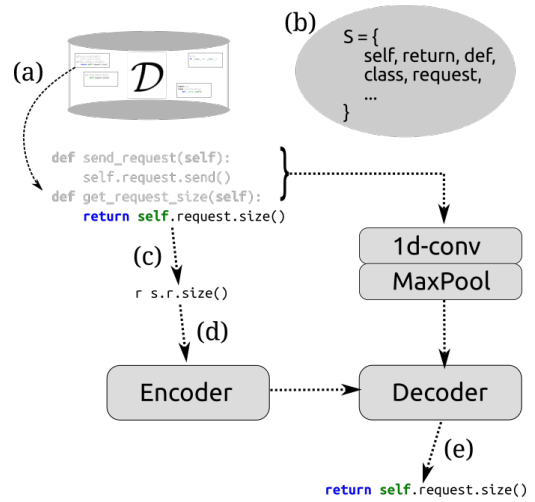 (a)
𝒟
(b)
S = {
self, return, def,
class, request,
...
}
def send_request(self):
self.request.send()
def get_request_size(self):
return self.request.size()
}
(c)
r s.r.size()
(d)
1d-conv
MaxPool
Encoder
Decoder
(e)
return self.request.size()